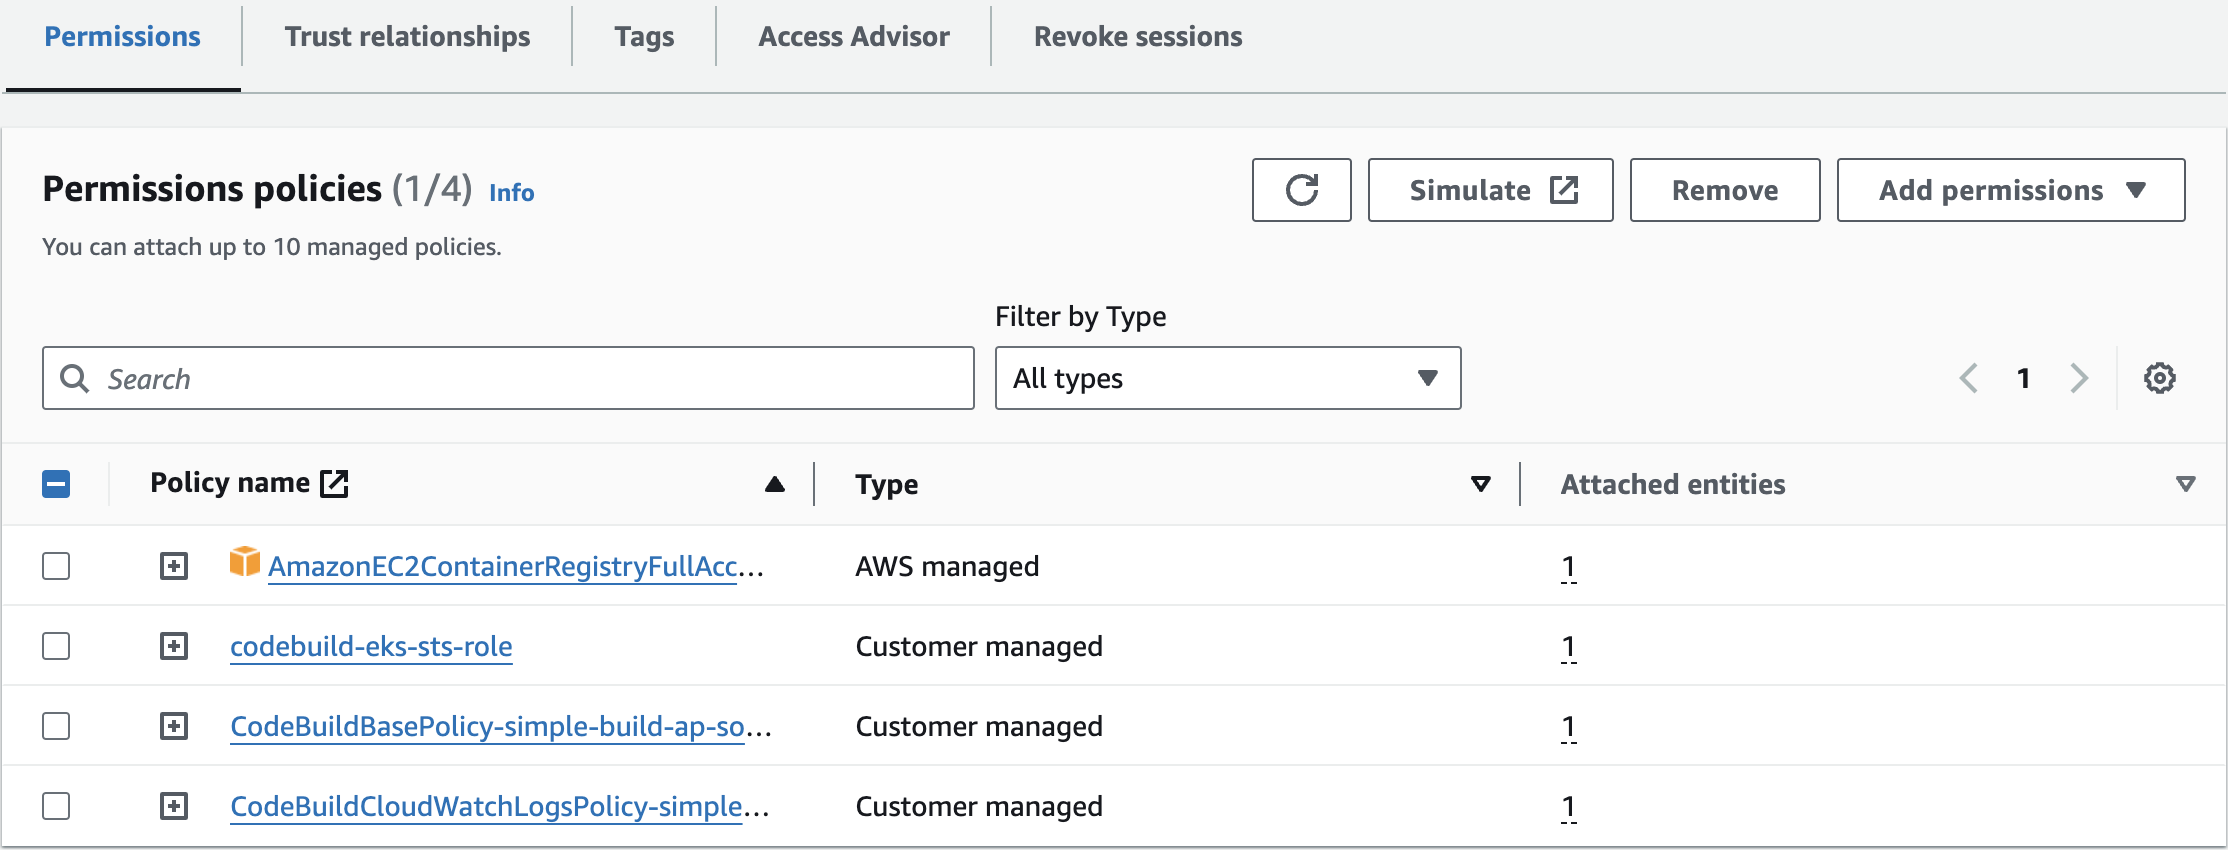 Permissions Trust relationships Tags Access Advisor Revoke sessions
Permissions policies (1/4) Info
Simulate Remove Add permissions
You can attach up to 10 managed policies.
Filter by Type
Search All types 1
Policy name Type Attached entities
AmazonEC2ContainerRegistryFullAcc... AWS managed 1
codebuild-eks-sts-role Customer managed 1
CodeBuildBasePolicy-simple-build-ap-so... Customer managed 1
CodeBuildCloudWatchLogsPolicy-simple... Customer managed 1